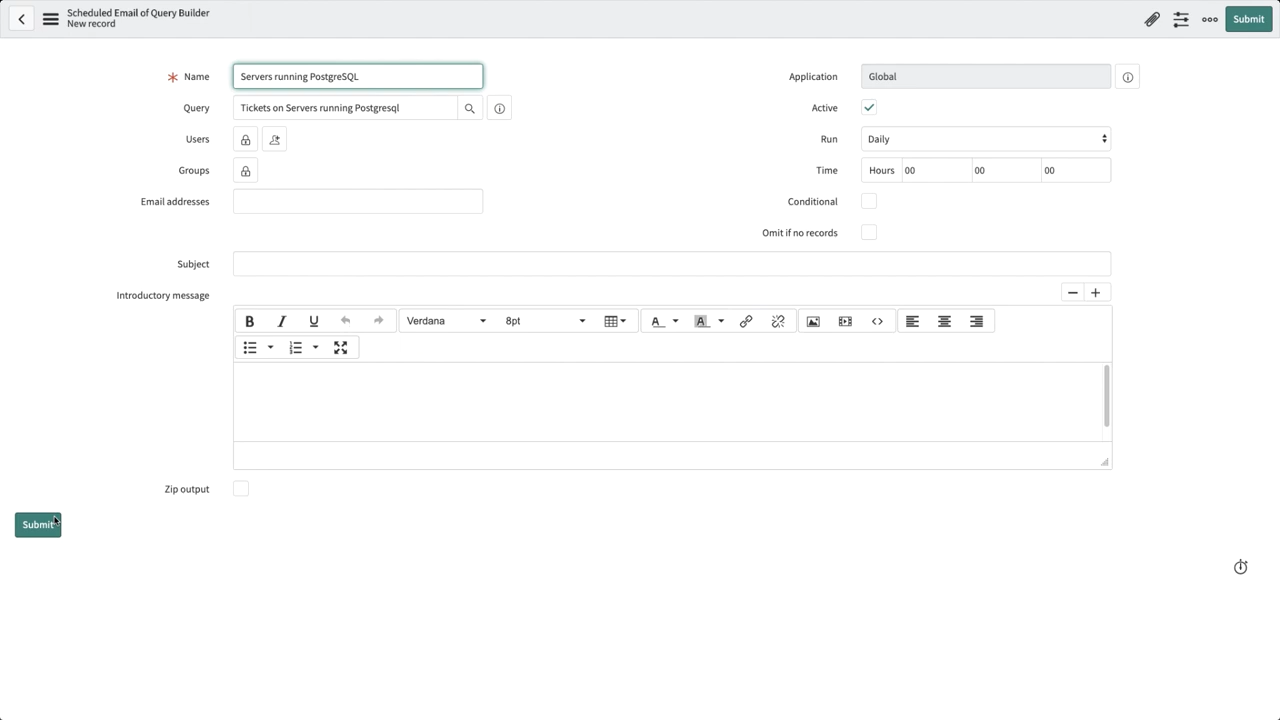 Scheduled Email of Query Builder
New record
Submit
Name
Servers running PostgreSQL
Application
Global
Query
Tickets on Servers running Postgresql
Active
Users
Run
Daily
Groups
Time
Hours
00
00
00
Email addresses
Conditional
Omit if no records
Subject
Introductory message
B I U
Verdana
8pt
A
A
Zip output
Submit